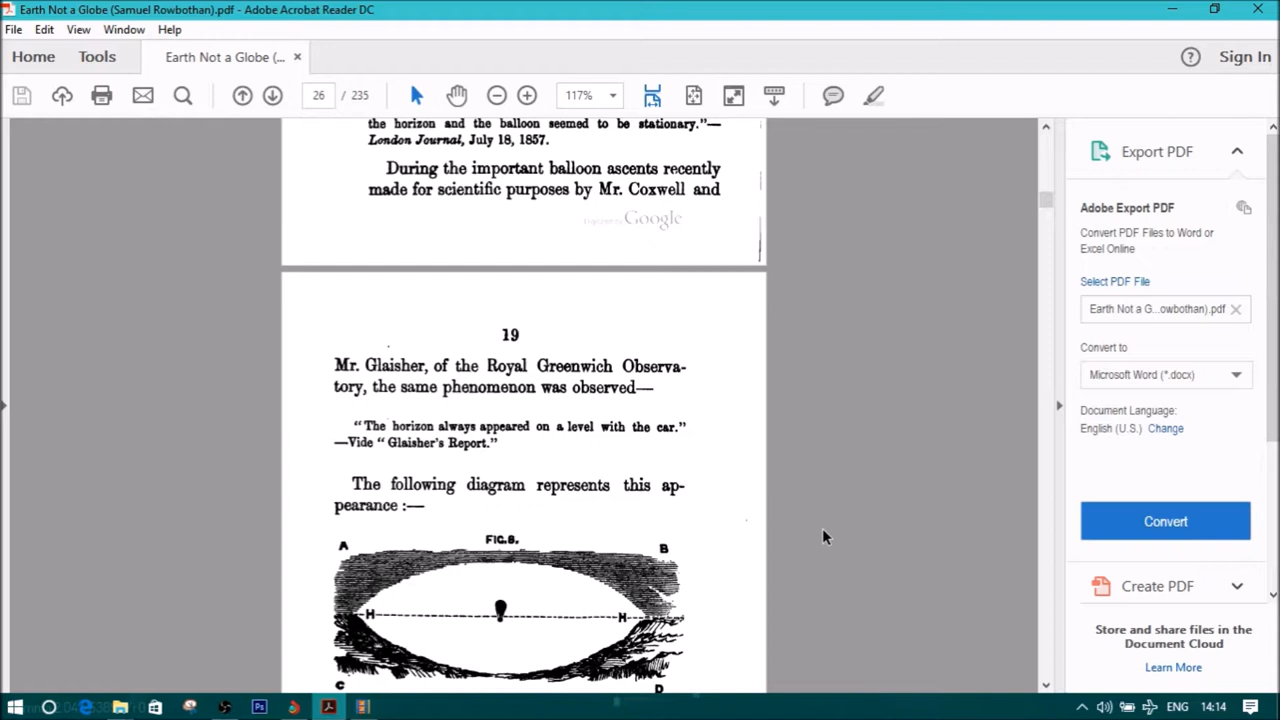 Earth Not a Globe (Samuel Rowbothan).pdf - Adobe Acrobat Reader DC
File Edit View Window Help
Home Tools Earth Not a Globe (... × Sign In
26 / 235 117%
the horizon and the balloon seemed to be stationary."—
London Journal, July 18, 1857.
During the important balloon ascents recently
made for scientific purposes by Mr. Coxwell and
Google
19
Mr. Glaisher, of the Royal Greenwich Observa-
tory, the same phenomenon was observed—
"The horizon always appeared on a level with the car."
—Vide "Glaisher's Report."
The following diagram represents this ap-
pearance :—
FIG.8.
A B
H H
C D
Export PDF
Adobe Export PDF
Convert PDF Files to Word or
Excel Online
Select PDF File
Earth Not a G...owbothan).pdf ×
Convert to
Microsoft Word (*.docx)
Document Language:
English (U.S.) Change
Convert
Create PDF
Store and share files in the
Document Cloud
Learn More
ENG 14:14